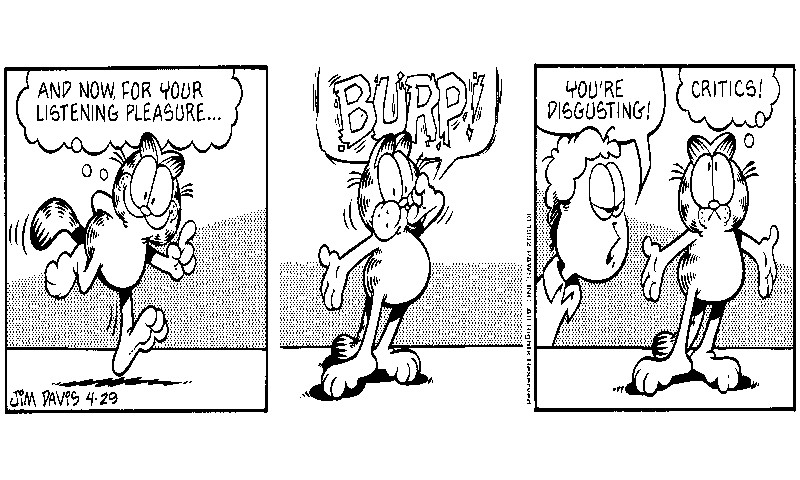 AND NOW, FOR YOUR
LISTENING PLEASURE...
JIM DAVIS 4-29
BURP!
YOU'RE
DISGUSTING!
CRITICS!